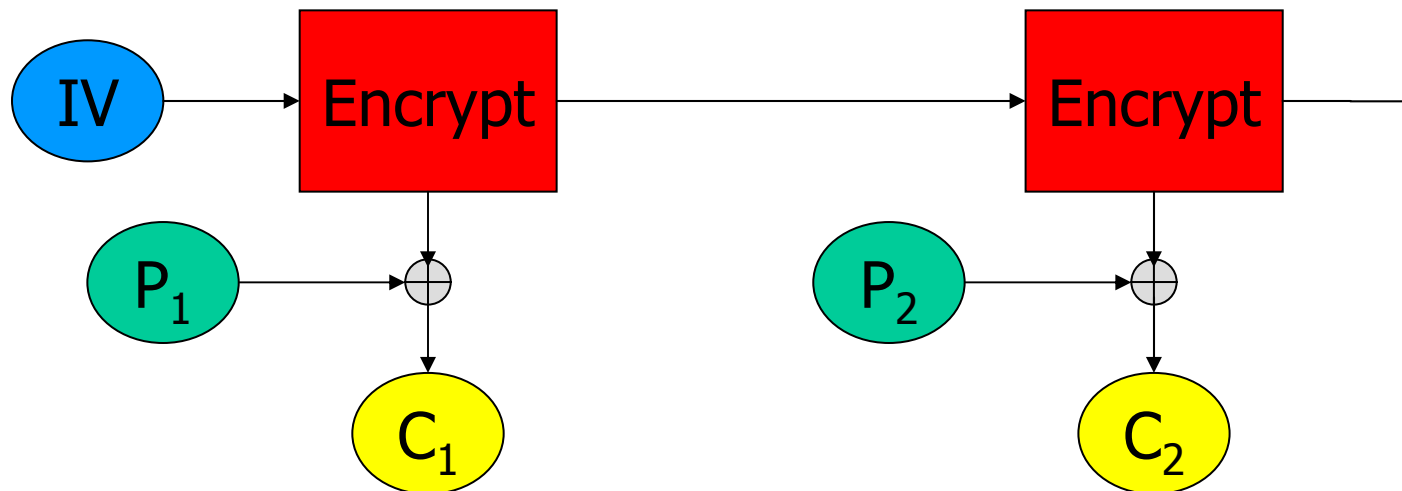 IV
Encrypt
Encrypt
P₁
P₂
C₁
C₂